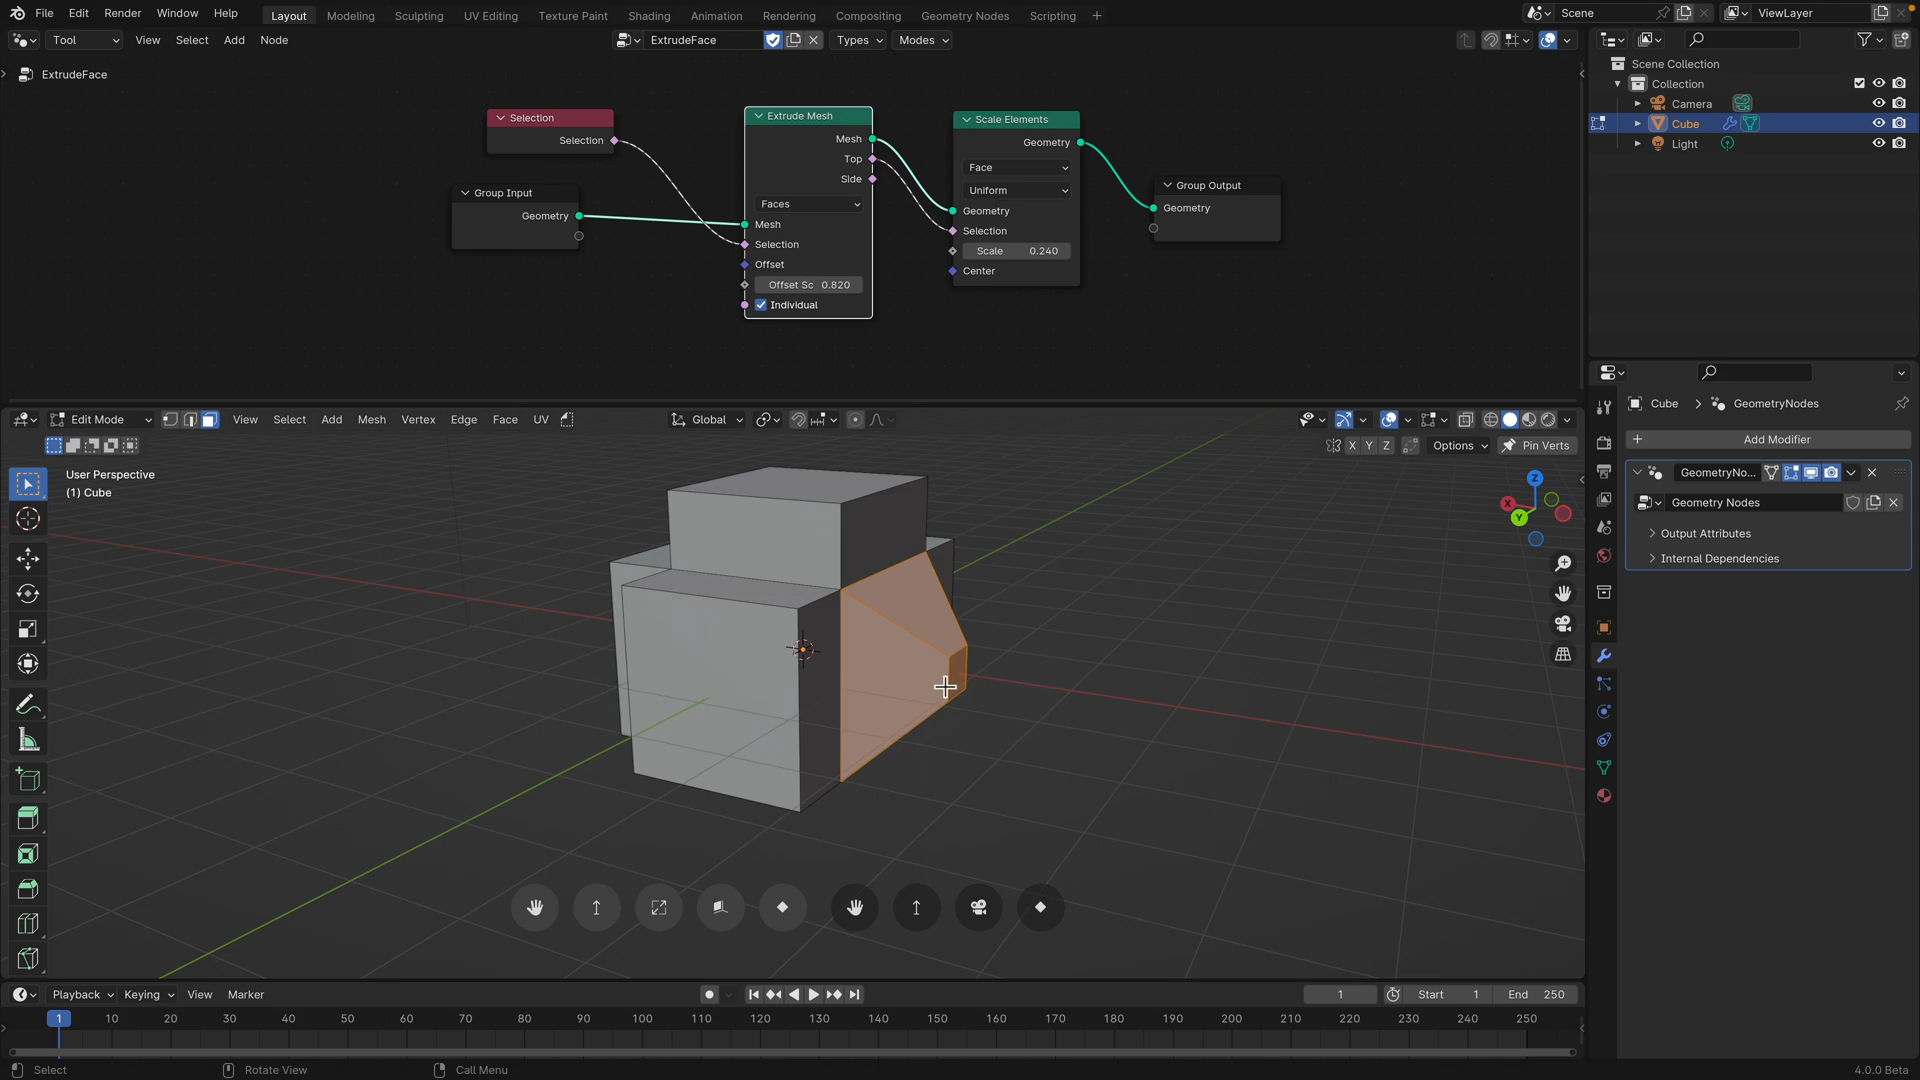 File Edit Render Window Help Layout Modeling Sculpting UV Editing Texture Paint Shading Animation Rendering Compositing Geometry Nodes Scripting + Scene ViewLayer
Tool View Select Add Node ExtrudeFace Types Modes
ExtrudeFace
Selection
Selection
Group Input
Geometry
Extrude Mesh
Mesh
Top
Side
Faces
Mesh
Selection
Offset
Offset Sc 0.820
Individual
Scale Elements
Geometry
Face
Uniform
Geometry
Selection
Scale 0.240
Center
Group Output
Geometry
Scene Collection
Collection
Camera
Cube
Light
Edit Mode View Select Add Mesh Vertex Edge Face UV Global
X Y Z Options Pin Verts
User Perspective
(1) Cube
Z
X
Y
Cube > GeometryNodes
+ Add Modifier
GeometryNo...
Geometry Nodes
Output Attributes
Internal Dependencies
Playback Keying View Marker 1 Start 1 End 250
1 10 20 30 40 50 60 70 80 90 100 110 120 130 140 150 160 170 180 190 200 210 220 230 240 250
Select Rotate View Call Menu 4.0.0 Beta